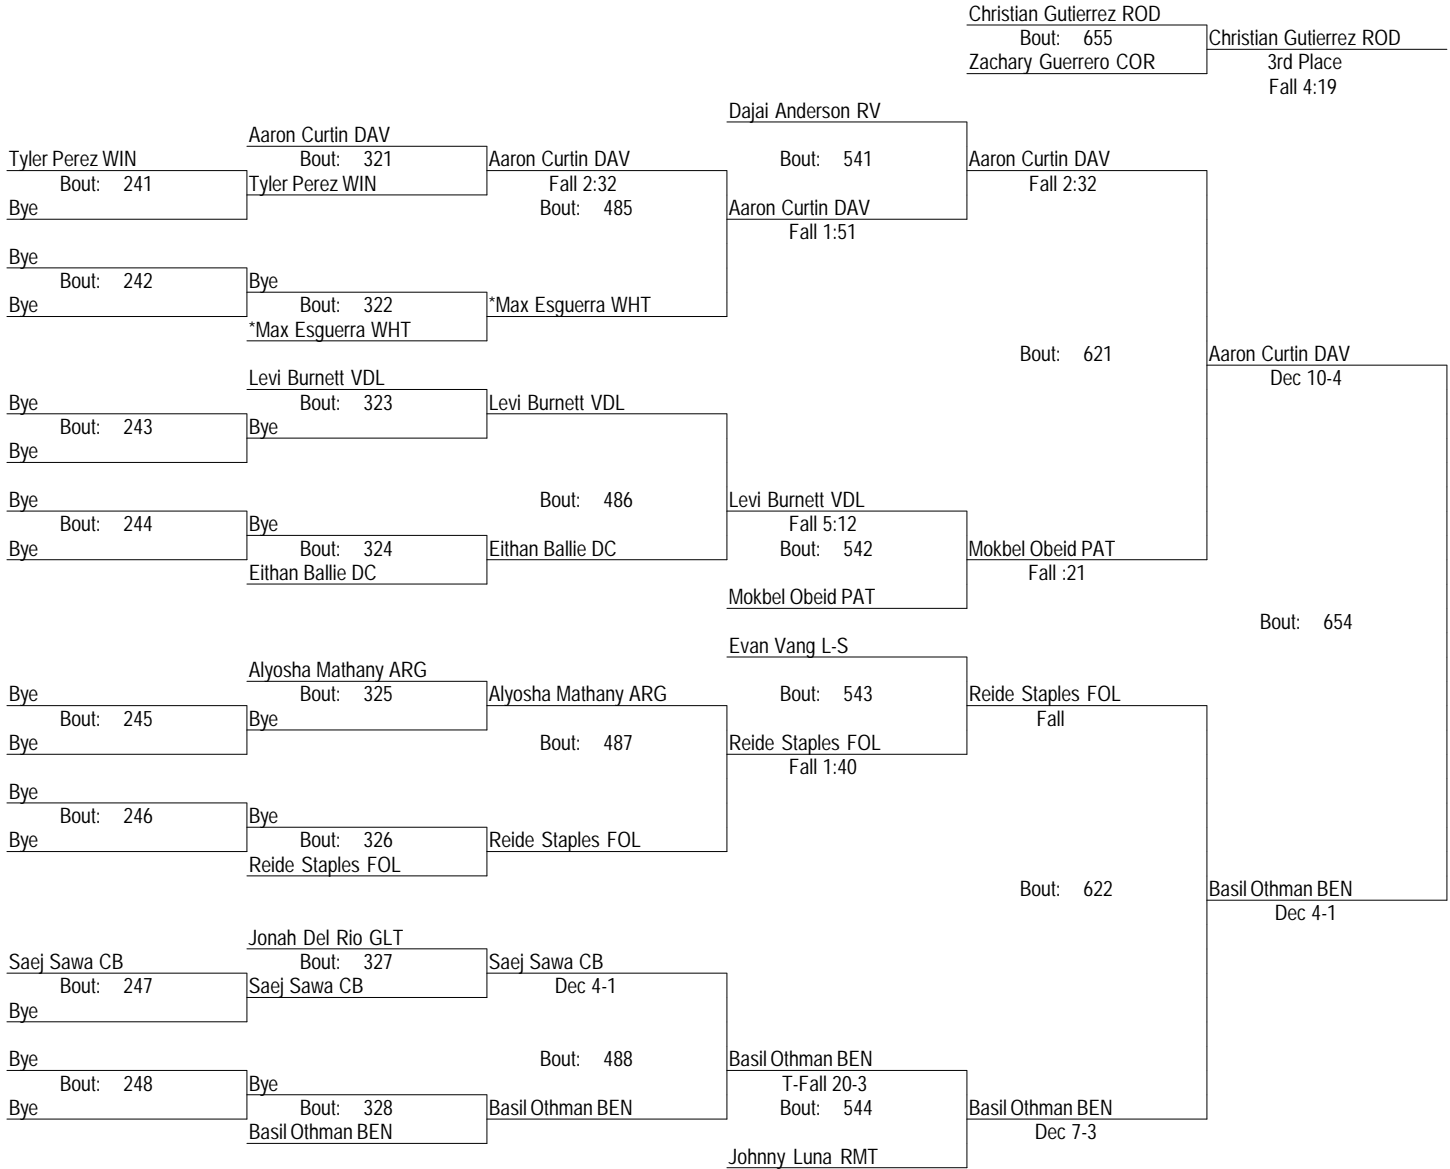 Christian Gutierrez ROD
Bout: 655
Christian Gutierrez ROD
Zachary Guerrero COR
3rd Place
Fall 4:19
Dajai Anderson RV
Aaron Curtin DAV
Tyler Perez WIN
Bout: 321
Aaron Curtin DAV
Bout: 541
Aaron Curtin DAV
Bout: 241
Tyler Perez WIN
Fall 2:32
Fall 2:32
Bye
Bout: 485
Aaron Curtin DAV
Fall 1:51
Bye
Bout: 242
Bye
Bye
Bout: 322
*Max Esguerra WHT
*Max Esguerra WHT
Bout: 621
Aaron Curtin DAV
Levi Burnett VDL
Dec 10-4
Bye
Bout: 323
Levi Burnett VDL
Bout: 243
Bye
Bye
Bye
Bout: 486
Levi Burnett VDL
Bout: 244
Bye
Fall 5:12
Bye
Bout: 324
Eithan Ballie DC
Bout: 542
Mokbel Obeid PAT
Eithan Ballie DC
Fall :21
Mokbel Obeid PAT
Bout: 654
Evan Vang L-S
Alyosha Mathany ARG
Bye
Bout: 325
Alyosha Mathany ARG
Bout: 543
Reide Staples FOL
Bout: 245
Bye
Fall
Bye
Bout: 487
Reide Staples FOL
Fall 1:40
Bye
Bout: 246
Bye
Bye
Bout: 326
Reide Staples FOL
Reide Staples FOL
Bout: 622
Basil Othman BEN
Dec 4-1
Jonah Del Rio GLT
Saej Sawa CB
Bout: 327
Saej Sawa CB
Bout: 247
Saej Sawa CB
Dec 4-1
Bye
Bye
Bout: 488
Basil Othman BEN
Bout: 248
Bye
T-Fall 20-3
Bye
Bout: 328
Basil Othman BEN
Bout: 544
Basil Othman BEN
Basil Othman BEN
Dec 7-3
Johnny Luna RMT